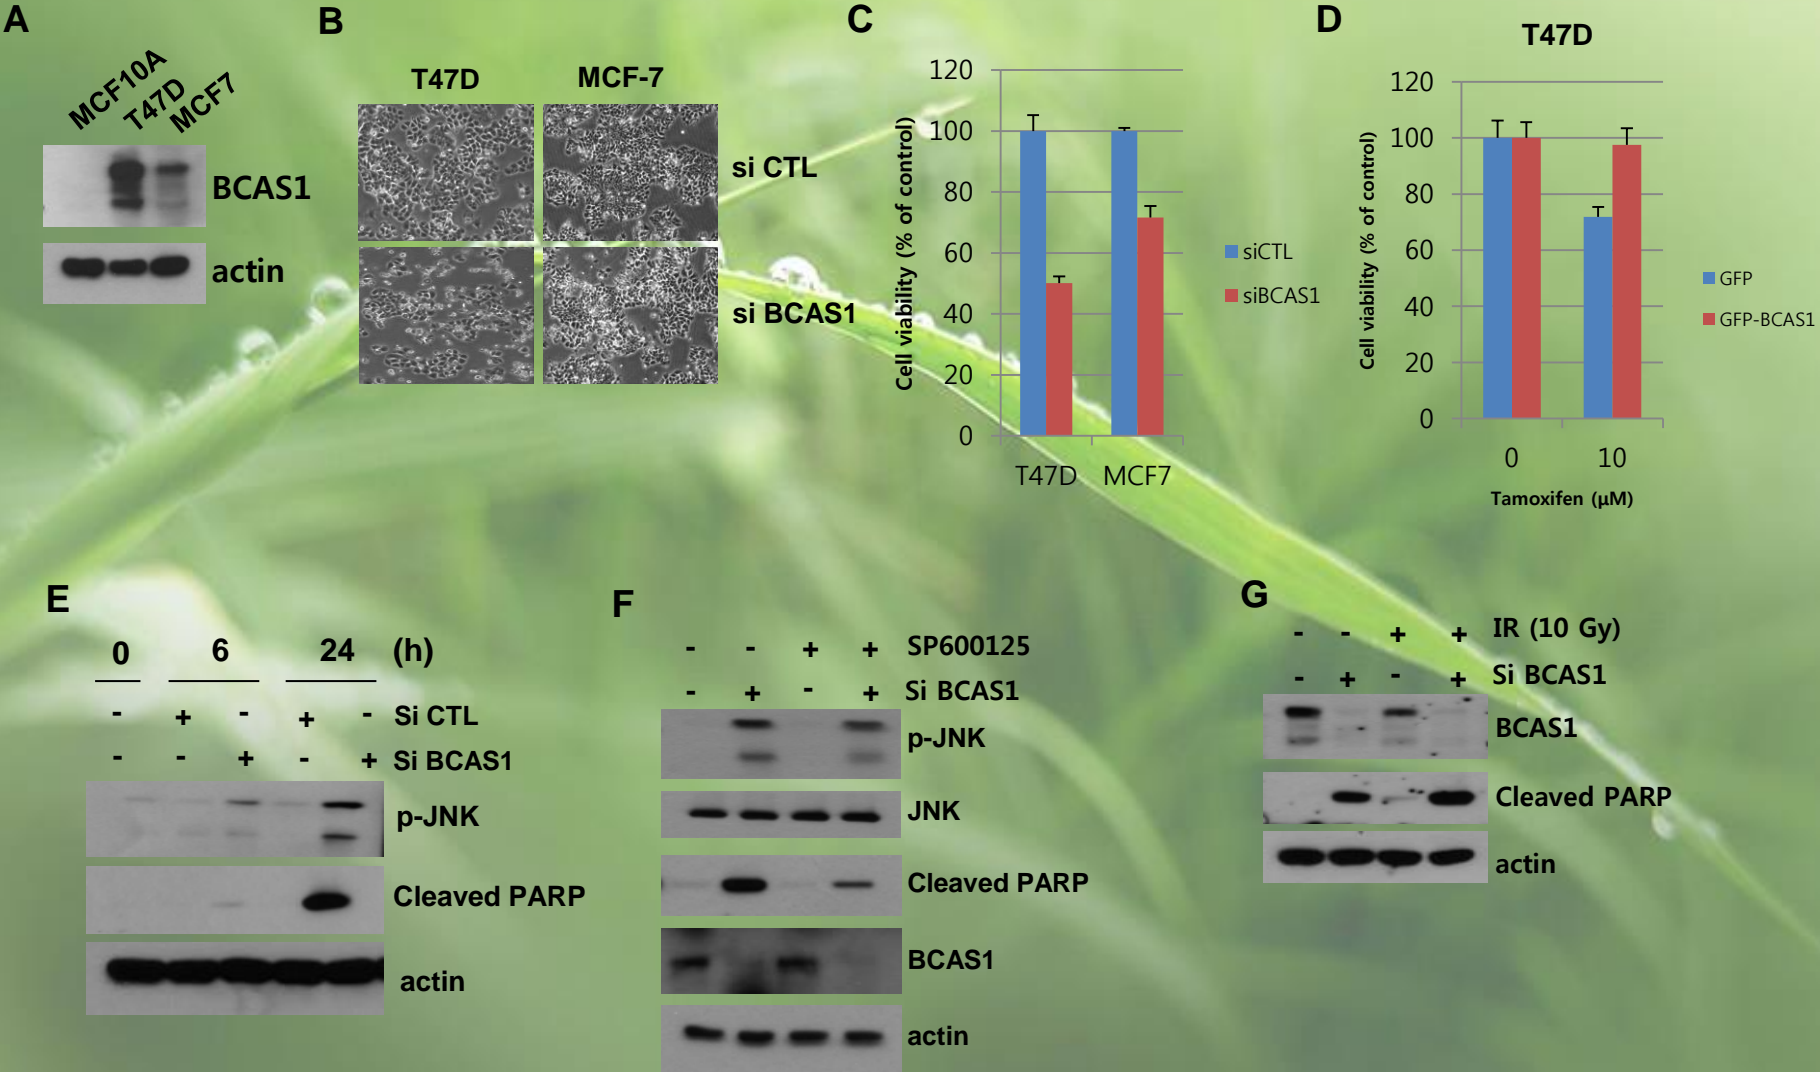 A
MCF10A
T47D
MCF7
BCAS1
actin
B
T47D
MCF-7
si CTL
si BCAS1
C
Cell viability (% of control)
120
100
80
60
40
20
0
T47D
MCF7
siCTL
siBCAS1
D
T47D
Cell viability (% of control)
120
100
80
60
40
20
0
0
10
Tamoxifen (μM)
GFP
GFP-BCAS1
E
0 6 24 (h)
- + - + - Si CTL
- - + - + Si BCAS1
p-JNK
Cleaved PARP
actin
F
- - + + SP600125
- + - + Si BCAS1
p-JNK
JNK
Cleaved PARP
BCAS1
actin
G
- - + + IR (10 Gy)
- + - + Si BCAS1
BCAS1
Cleaved PARP
actin